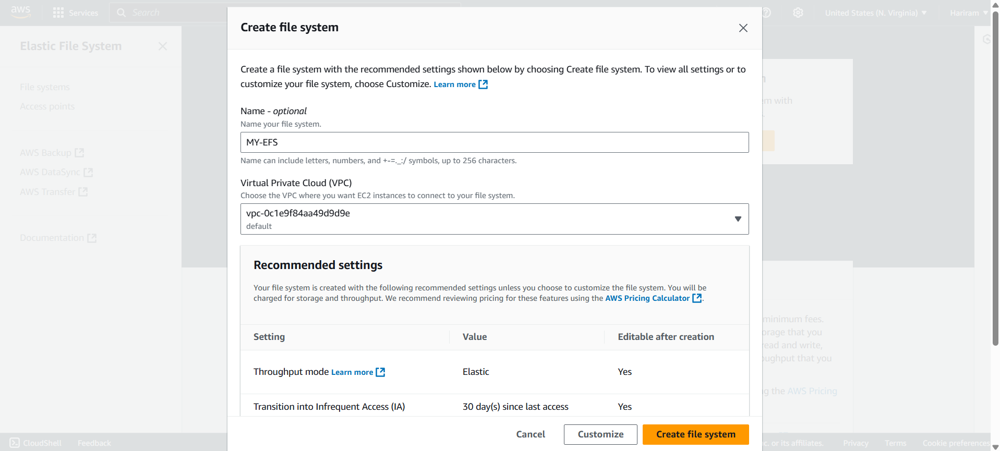 aws
Services
Search
United States (N. Virginia)
Hariram
Elastic File System
File systems
Access points
AWS Backup
AWS DataSync
AWS Transfer
Documentation
Create file system
Create a file system with the recommended settings shown below by choosing Create file system. To view all settings or to
customize your file system, choose Customize. Learn more
Name - optional
Name your file system.
MY-EFS
Name can include letters, numbers, and +-=._:/ symbols, up to 256 characters.
Virtual Private Cloud (VPC)
Choose the VPC where you want EC2 instances to connect to your file system.
vpc-0c1e9f84aa49d9d9e
default
Recommended settings
Your file system is created with the following recommended settings unless you choose to customize the file system. You will be
charged for storage and throughput. We recommend reviewing pricing for these features using the AWS Pricing Calculator.
Setting Value Editable after creation
Throughput mode Learn more Elastic Yes
Transition into Infrequent Access (IA) 30 day(s) since last access Yes
Cancel Customize Create file system
with
minimum fees.
that you
read and write,
that you
the AWS Pricing
CloudShell Feedback
or its affiliates. Privacy Terms Cookie preferences